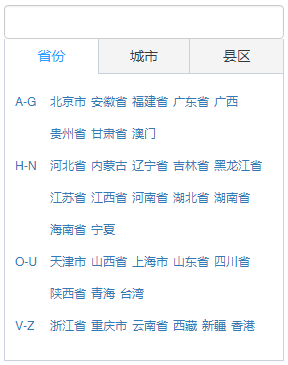 省份 城市 县区
A-G 北京市 安徽省 福建省 广东省 广西
贵州省 甘肃省 澳门
H-N 河北省 内蒙古 辽宁省 吉林省 黑龙江省
江苏省 江西省 河南省 湖北省 湖南省
海南省 宁夏
O-U 天津市 山西省 上海市 山东省 四川省
陕西省 青海 台湾
V-Z 浙江省 重庆市 云南省 西藏 新疆 香港